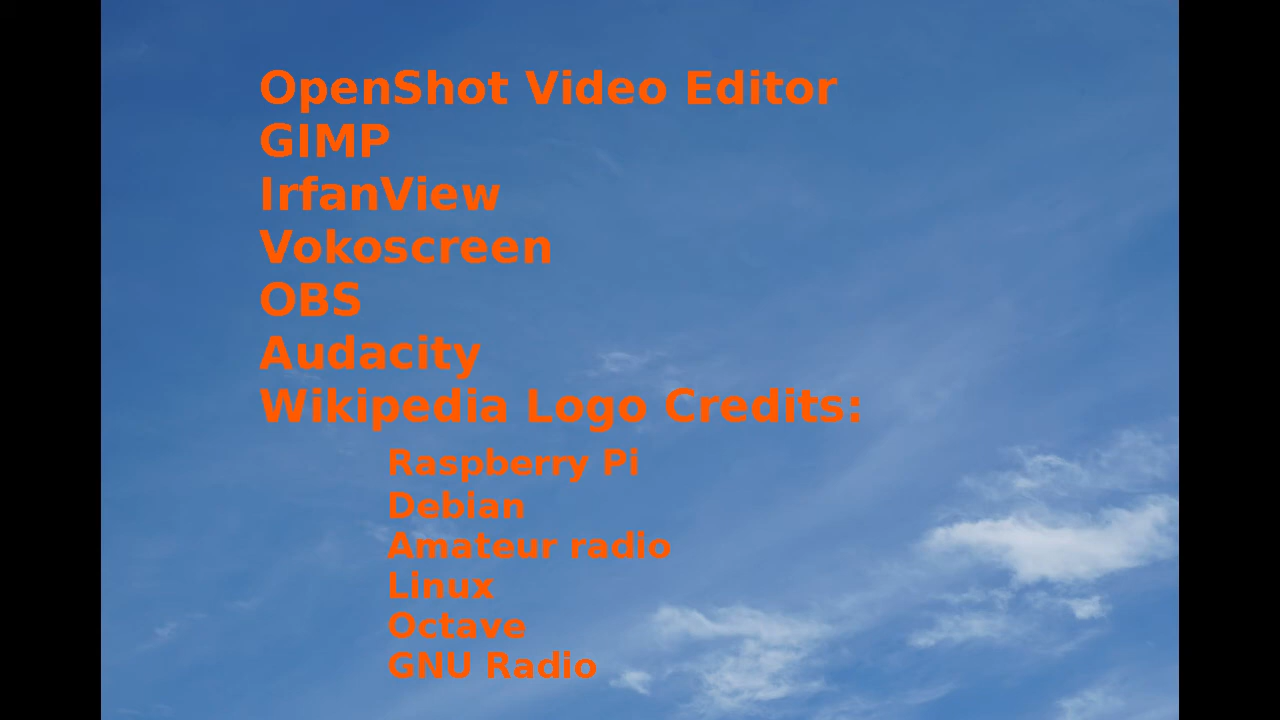 OpenShot Video Editor
GIMP
IrfanView
Vokoscreen
OBS
Audacity
Wikipedia Logo Credits:
Raspberry Pi
Debian
Amateur radio
Linux
Octave
GNU Radio